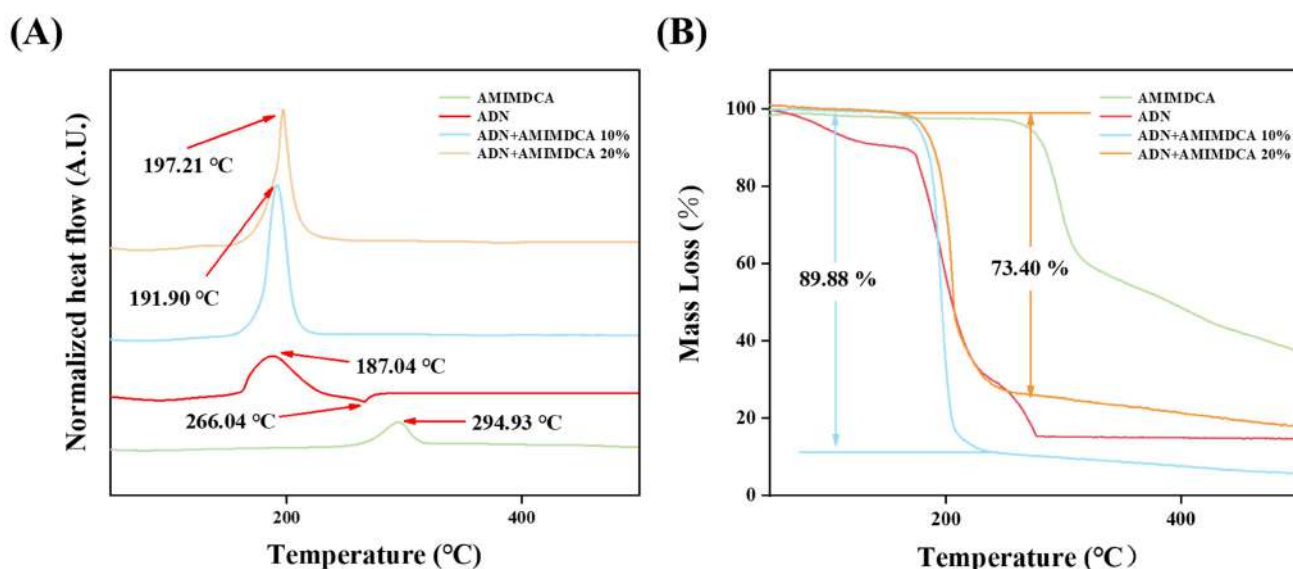 (A)
AMIMDCA
ADN
ADN+AMIMDCA 10%
ADN+AMIMDCA 20%
197.21 °C
191.90 °C
187.04 °C
266.04 °C
294.93 °C
Normalized heat flow (A.U.)
200
400
Temperature (°C)
(B)
AMIMDCA
ADN
ADN+AMIMDCA 10%
ADN+AMIMDCA 20%
89.88 %
73.40 %
Mass Loss (%)
100
80
60
40
20
0
200
400
Temperature (°C)